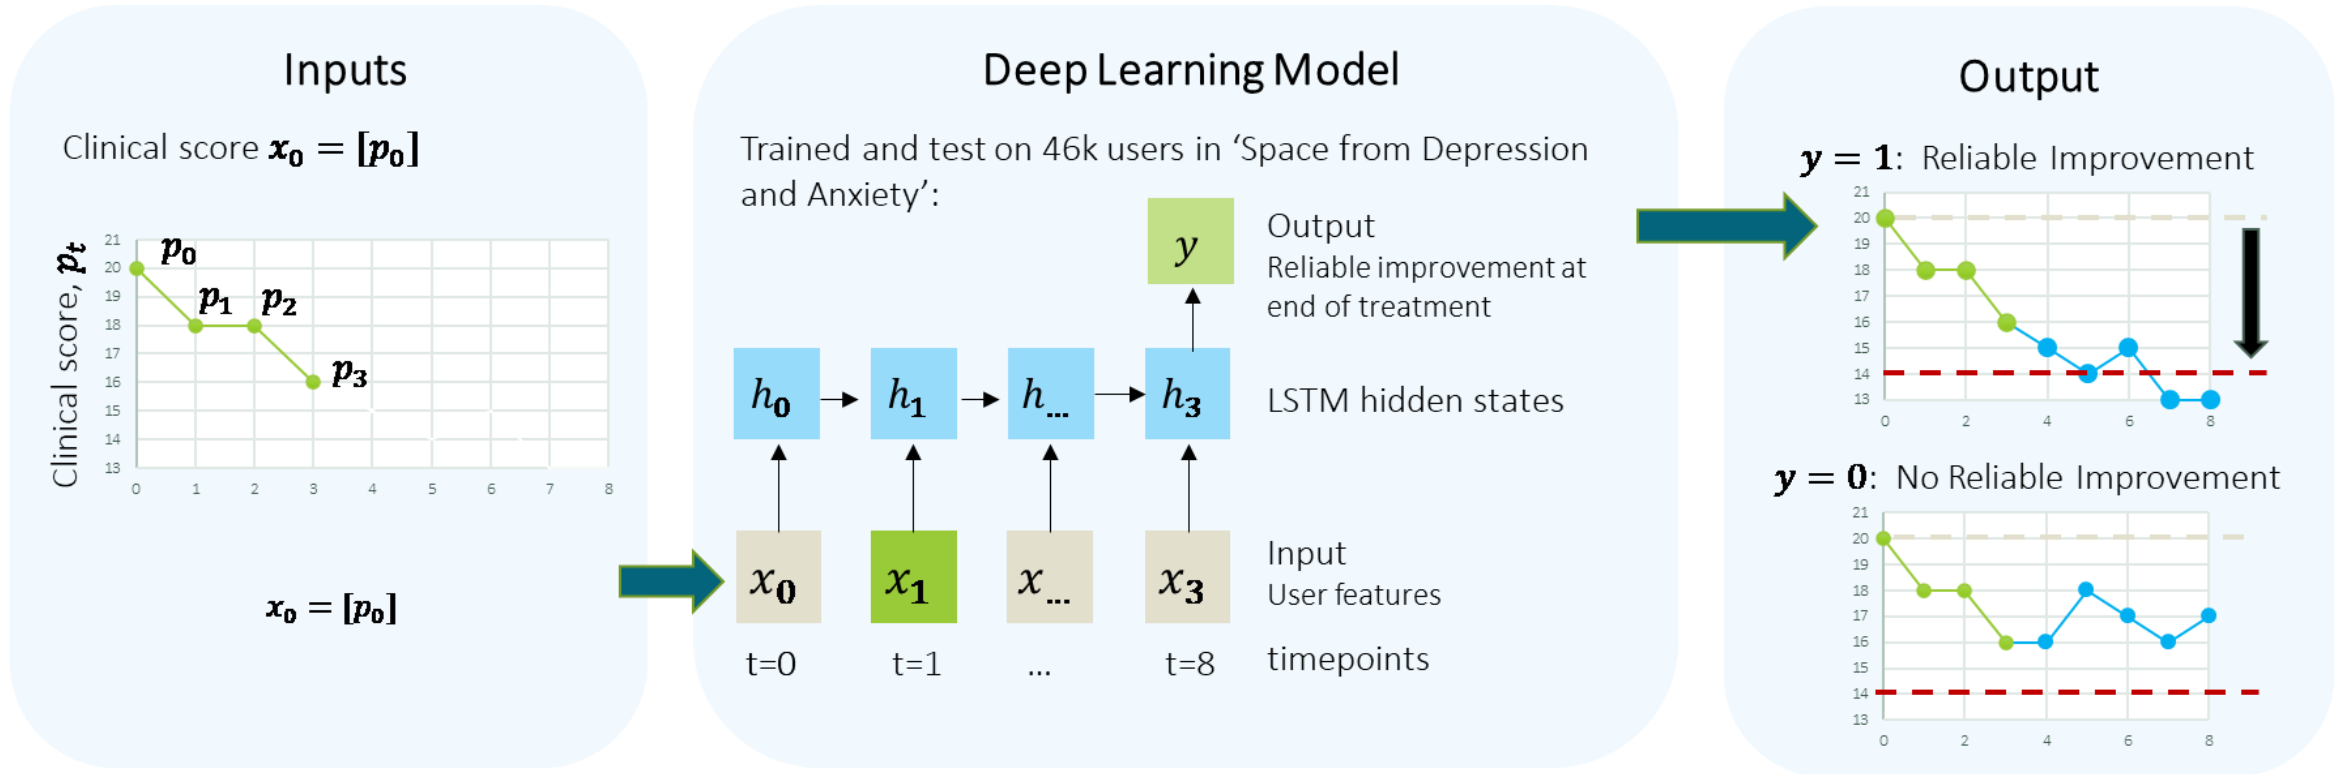 Inputs
Clinical score x₀ = [p₀]
Clinical score, pₜ
21
20
19
18
17
16
15
14
13
p₀
p₁
p₂
p₃
0 1 2 3 4 5 6 7 8
x₀ = [p₀]
Deep Learning Model
Trained and test on 46k users in ‘Space from Depression
and Anxiety’:
y
Output
Reliable improvement at
end of treatment
h₀ h₁ h... h₃
LSTM hidden states
x₀ x₁ x... x₃
Input
User features
t=0 t=1 ... t=8
timepoints
Output
y = 1: Reliable Improvement
21
20
19
18
17
16
15
14
13
0 2 4 6 8
y = 0: No Reliable Improvement
21
20
19
18
17
16
15
14
13
0 2 4 6 8